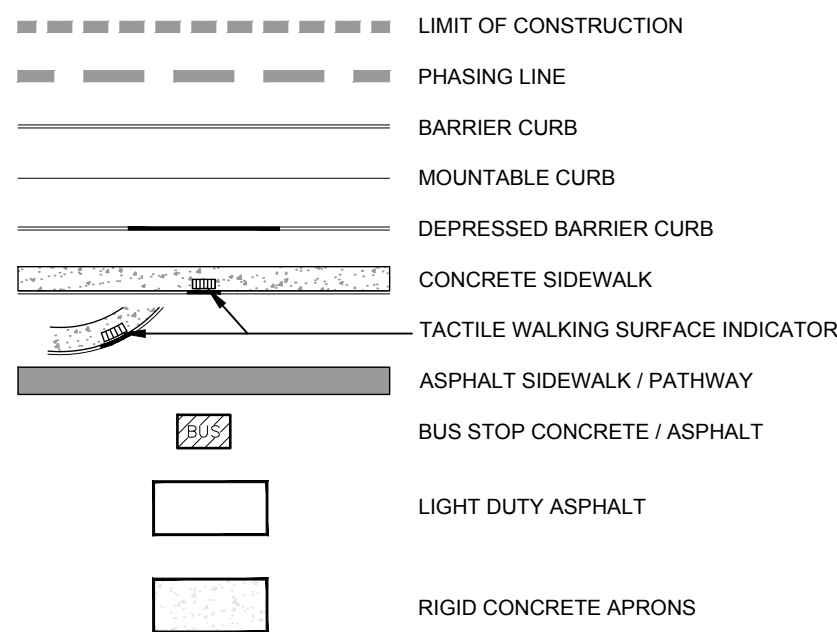 LIMIT OF CONSTRUCTION
PHASING LINE
BARRIER CURB
MOUNTABLE CURB
DEPRESSED BARRIER CURB
CONCRETE SIDEWALK
TACTILE WALKING SURFACE INDICATOR
ASPHALT SIDEWALK / PATHWAY
BUS BUS STOP CONCRETE / ASPHALT
LIGHT DUTY ASPHALT
RIGID CONCRETE APRONS